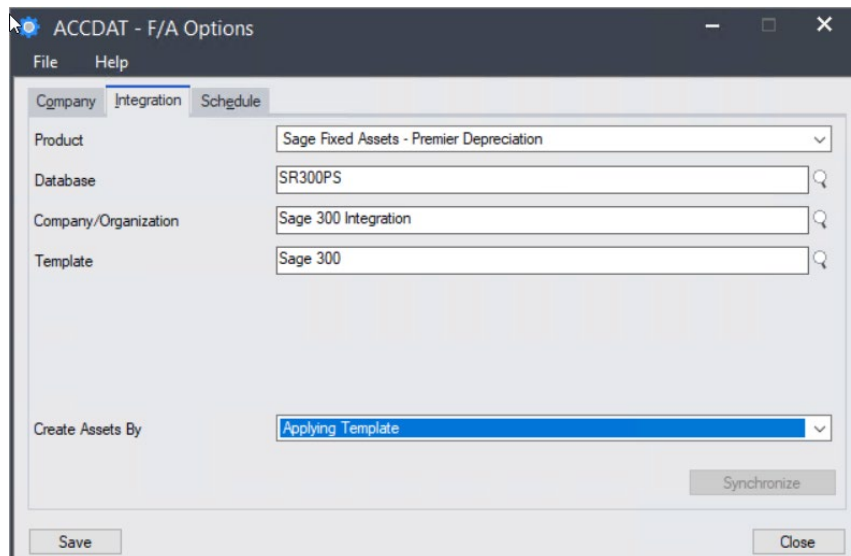 ACCDAT - F/A Options
File Help
Company Integration Schedule
Product Sage Fixed Assets - Premier Depreciation
Database SR300PS
Company/Organization Sage 300 Integration
Template Sage 300
Create Assets By Applying Template
Synchronize
Save Close